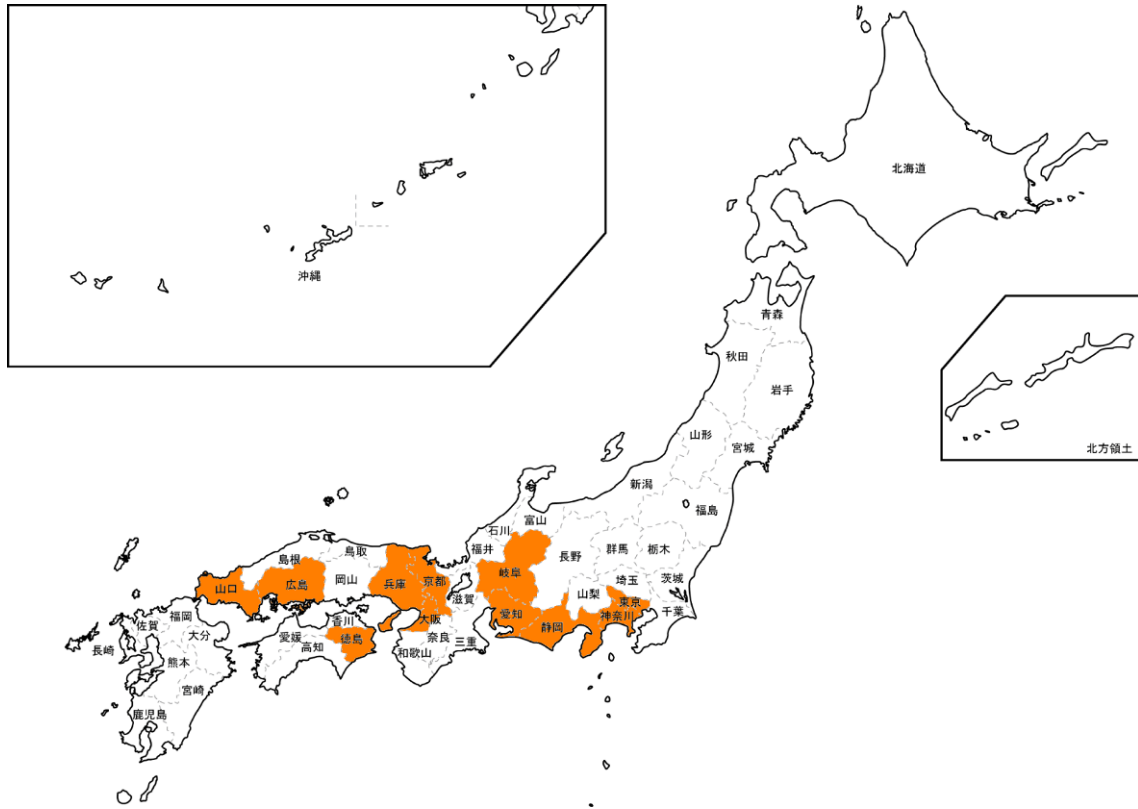 北海道
沖縄
青森
秋田
岩手
山形
宮城
北方領土
新潟
福島
富山
石川
福井
長野
群馬
栃木
岐阜
山梨
埼玉
茨城
東京
千葉
神奈川
愛知
静岡
島根
鳥取
岡山
兵庫
京都
滋賀
山口
広島
大阪
奈良
三重
和歌山
香川
徳島
愛媛
高知
福岡
佐賀
大分
長崎
熊本
宮崎
鹿児島